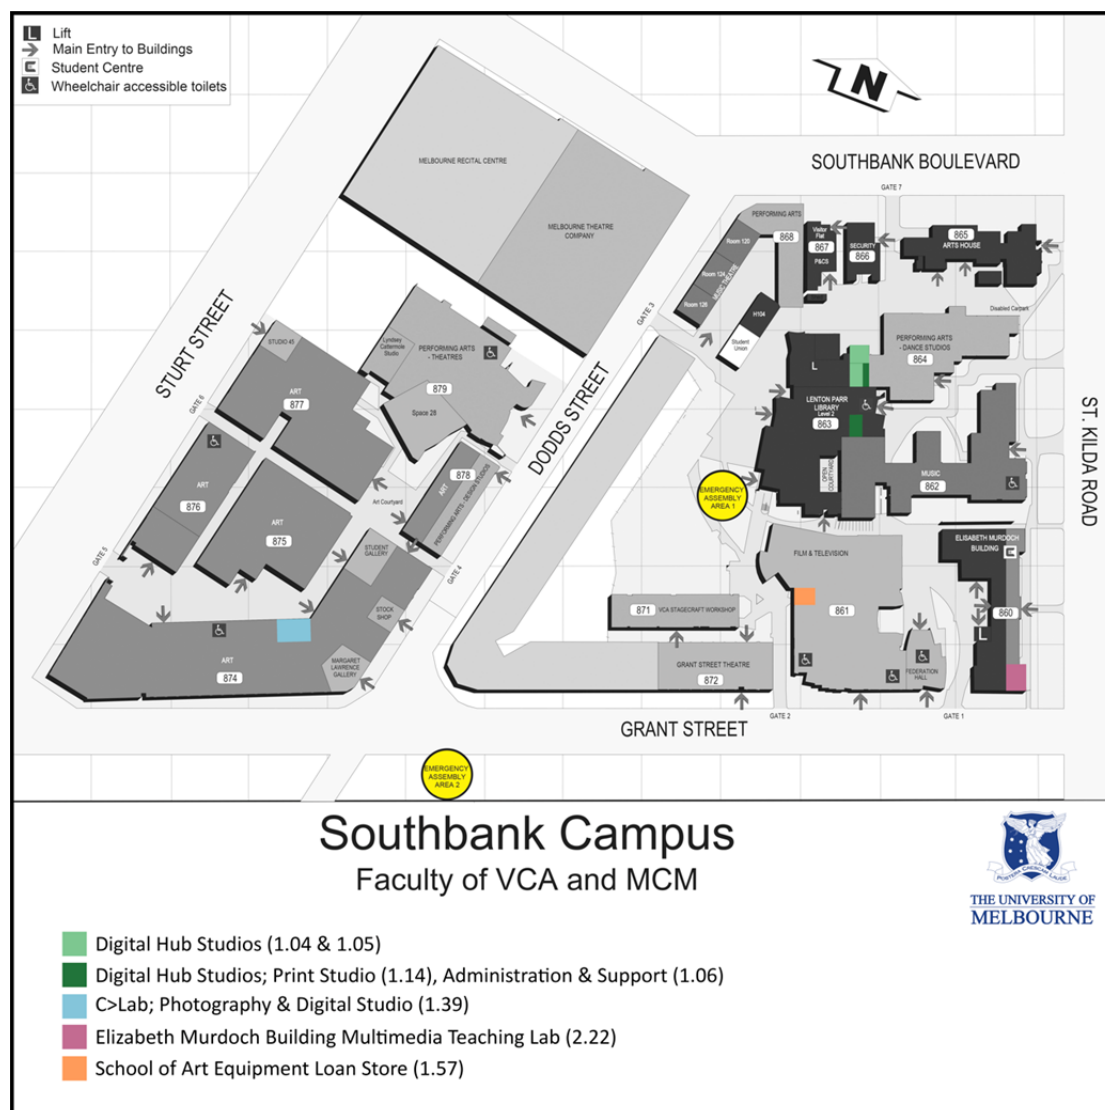 L Lift
Main Entry to Buildings
Student Centre
Wheelchair accessible toilets
N
MELBOURNE RECITAL CENTRE
MELBOURNE THEATRE
COMPANY
SOUTHBANK BOULEVARD
GATE 7
PERFORMING ARTS
868
Room 120
Room 124
Room 126
MUSIC THEATRE
Visitor
Flat
867
P&CS
SECURITY
866
865
ARTS HOUSE
GATE 3
H104
Student
Union
Disabled Carpark
PERFORMING ARTS
- DANCE STUDIOS
864
L
LENTON PARR
LIBRARY
Level 2
863
OPEN
COURTYARD
MUSIC
862
ST. KILDA ROAD
STURT STREET
DODDS STREET
STUDIO 45
Lyndsey
Cattermole
Studio
PERFORMING ARTS
- THEATRES
879
Space 28
ART
877
GATE 6
ART
876
ART
875
Art Courtyard
ART
878
PERFORMING ARTS - DESIGN STUDIOS
GATE 5
GATE 4
STUDENT
GALLERY
STOCK
SHOP
MARGARET
LAWRENCE
GALLERY
ART
874
EMERGENCY
ASSEMBLY
AREA 1
ELISABETH MURDOCH
BUILDING
860
L
FILM & TELEVISION
861
FEDERATION
HALL
871 VCA STAGECRAFT WORKSHOP
GRANT STREET THEATRE
872
GATE 2
GATE 1
GRANT STREET
EMERGENCY
ASSEMBLY
AREA 2
Southbank Campus
Faculty of VCA and MCM
POSTERA CRESCAM LAUDE
THE UNIVERSITY OF
MELBOURNE
Digital Hub Studios (1.04 & 1.05)
Digital Hub Studios; Print Studio (1.14), Administration & Support (1.06)
C>Lab; Photography & Digital Studio (1.39)
Elizabeth Murdoch Building Multimedia Teaching Lab (2.22)
School of Art Equipment Loan Store (1.57)